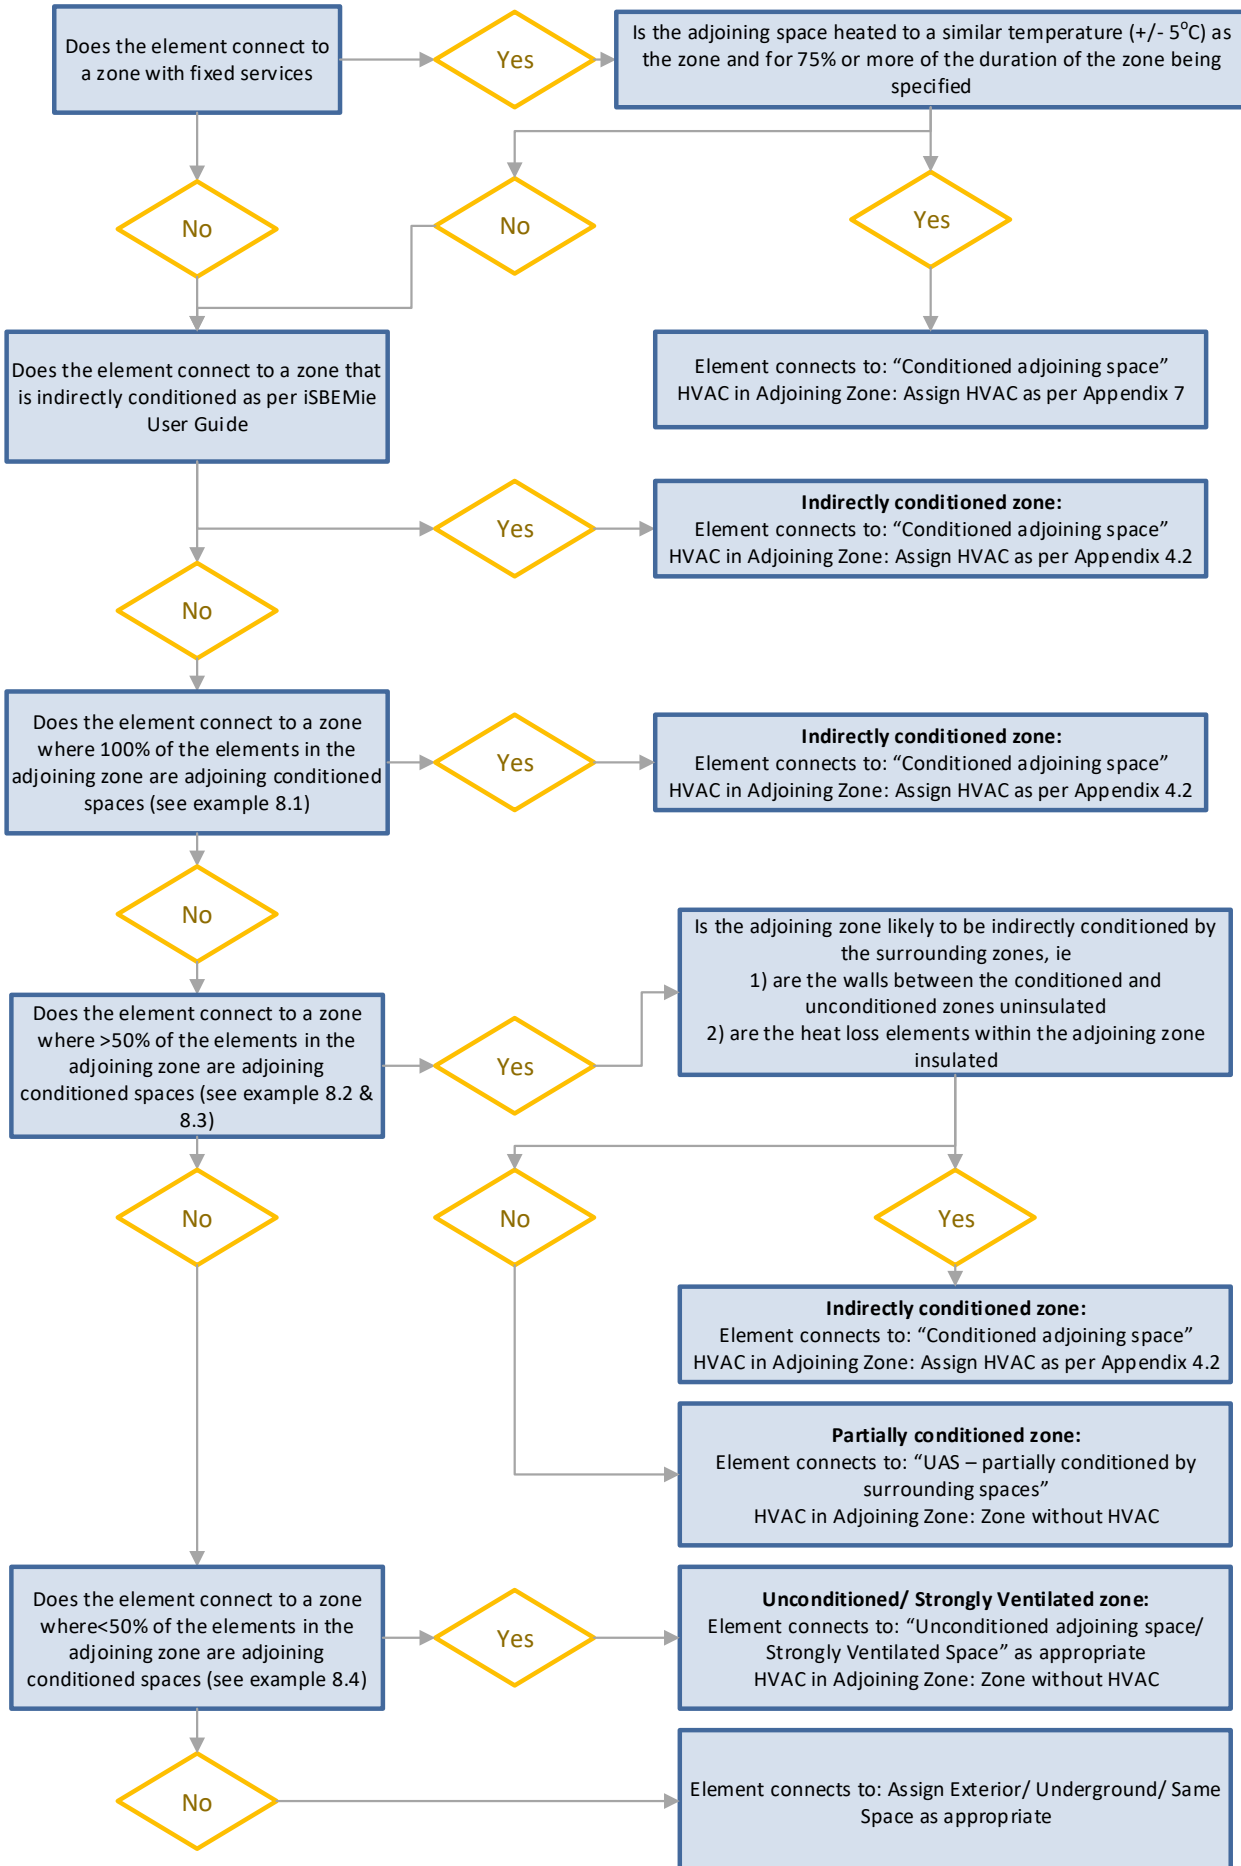 Does the element connect to
a zone with fixed services
Yes
Is the adjoining space heated to a similar temperature (+/- 5°C) as
the zone and for 75% or more of the duration of the zone being
specified
No
No
Yes
Does the element connect to a zone that
is indirectly conditioned as per iSBEMie
User Guide
Element connects to: “Conditioned adjoining space”
HVAC in Adjoining Zone: Assign HVAC as per Appendix 7
Yes
Indirectly conditioned zone:
Element connects to: “Conditioned adjoining space”
HVAC in Adjoining Zone: Assign HVAC as per Appendix 4.2
No
Does the element connect to a zone
where 100% of the elements in the
adjoining zone are adjoining conditioned
spaces (see example 8.1)
Yes
Indirectly conditioned zone:
Element connects to: “Conditioned adjoining space”
HVAC in Adjoining Zone: Assign HVAC as per Appendix 4.2
No
Does the element connect to a zone
where >50% of the elements in the
adjoining zone are adjoining
conditioned spaces (see example 8.2 &
8.3)
Yes
Is the adjoining zone likely to be indirectly conditioned by
the surrounding zones, ie
1) are the walls between the conditioned and
unconditioned zones uninsulated
2) are the heat loss elements within the adjoining zone
insulated
No
No
Yes
Indirectly conditioned zone:
Element connects to: “Conditioned adjoining space”
HVAC in Adjoining Zone: Assign HVAC as per Appendix 4.2
Partially conditioned zone:
Element connects to: “UAS – partially conditioned by
surrounding spaces”
HVAC in Adjoining Zone: Zone without HVAC
Does the element connect to a zone
where<50% of the elements in the
adjoining zone are adjoining
conditioned spaces (see example 8.4)
Yes
Unconditioned/ Strongly Ventilated zone:
Element connects to: “Unconditioned adjoining space/
Strongly Ventilated Space” as appropriate
HVAC in Adjoining Zone: Zone without HVAC
No
Element connects to: Assign Exterior/ Underground/ Same
Space as appropriate